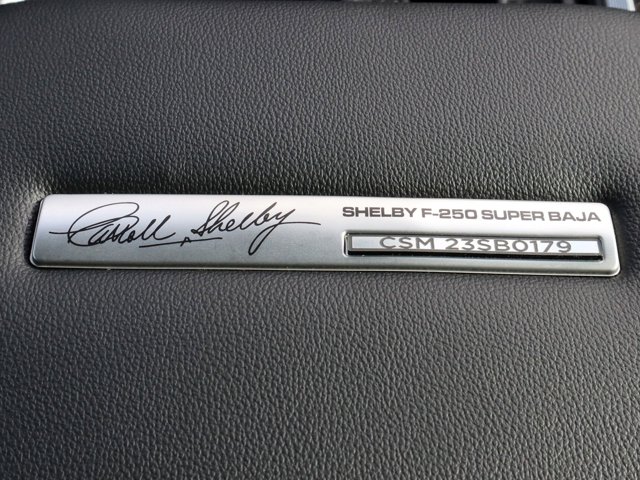 Carroll Shelby
SHELBY F-250 SUPER BAJA
CSM 23SB0179